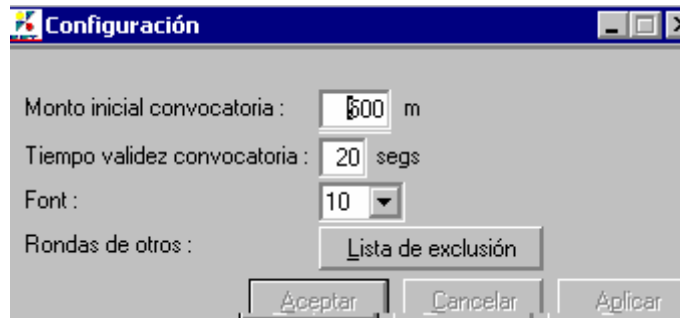 Configuración
Monto inicial convocatoria : 500 m
Tiempo validez convocatoria : 20 segs
Font : 10
Rondas de otros : Lista de exclusión
Aceptar Cancelar Aplicar